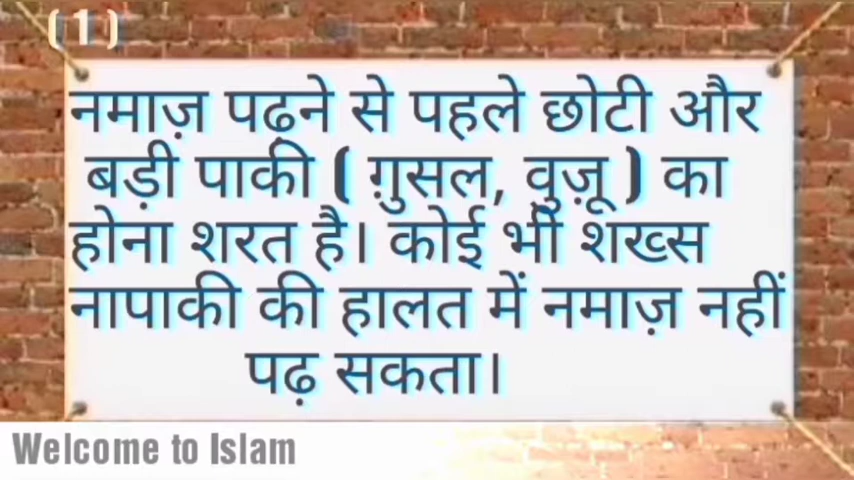 ( 1 )
नमाज़ पढ़ने से पहले छोटी और
बड़ी पाकी ( ग़ुसल, वुज़ू ) का
होना शरत है। कोई भी शख्स
नापाकी की हालत में नमाज़ नहीं
पढ़ सकता।
Welcome to Islam